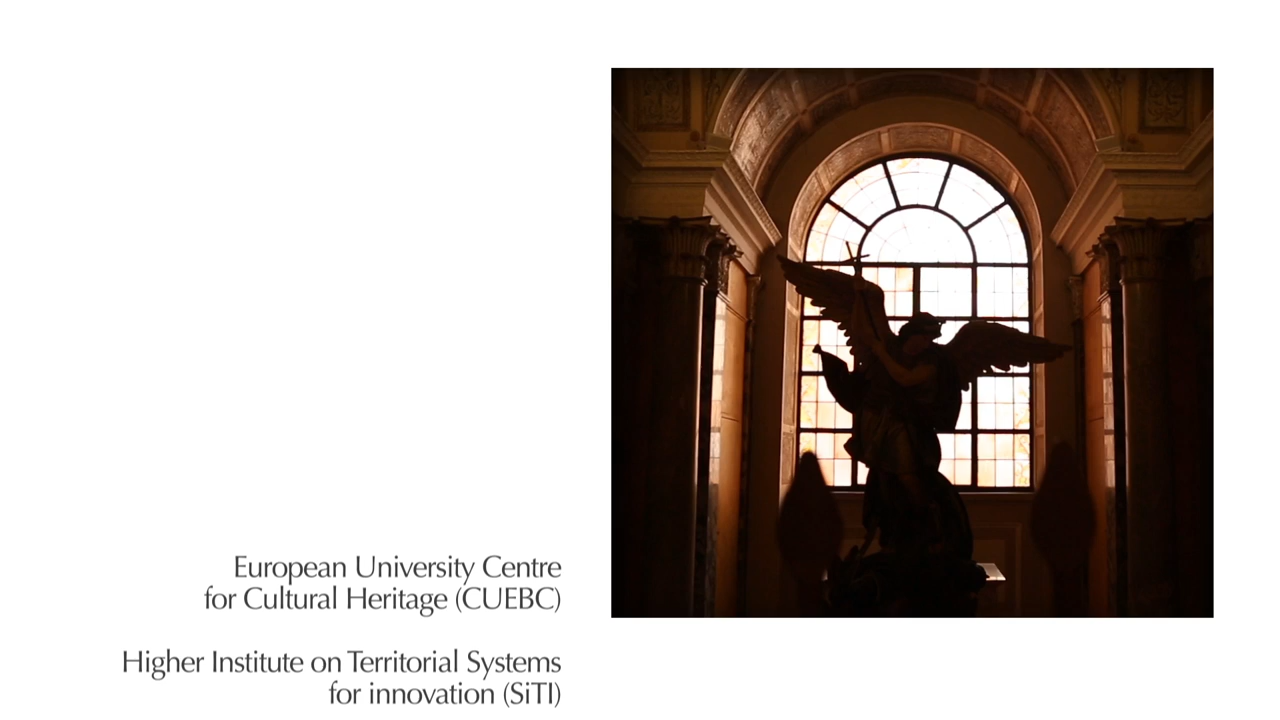 European University Centre
for Cultural Heritage (CUEBC)
Higher Institute on Territorial Systems
for innovation (SiTI)